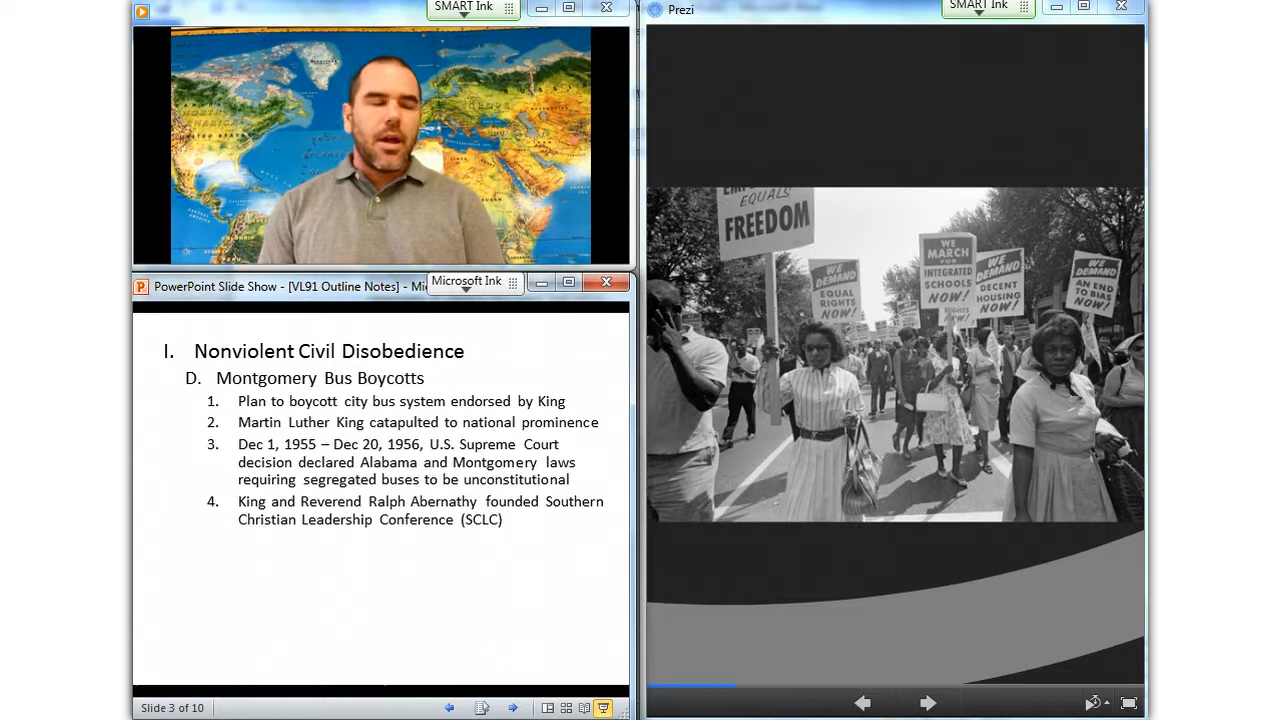 SMART Ink
PowerPoint Slide Show - [VL91 Outline Notes] - Mi
Microsoft Ink
I. Nonviolent Civil Disobedience
D. Montgomery Bus Boycotts
1. Plan to boycott city bus system endorsed by King
2. Martin Luther King catapulted to national prominence
3. Dec 1, 1955 – Dec 20, 1956, U.S. Supreme Court
decision declared Alabama and Montgomery laws
requiring segregated buses to be unconstitutional
4. King and Reverend Ralph Abernathy founded Southern
Christian Leadership Conference (SCLC)
Slide 3 of 10
Prezi
SMART Ink
EQUALS
FREEDOM
WE
DEMAND
EQUAL
RIGHTS
NOW!
WE
MARCH
FOR
INTEGRATED
SCHOOLS
NOW!
RIGHTS
NOW!
WE
DEMAND
DECENT
HOUSING
NOW!
WE
DEMAND
AN END
TO BIAS
NOW!